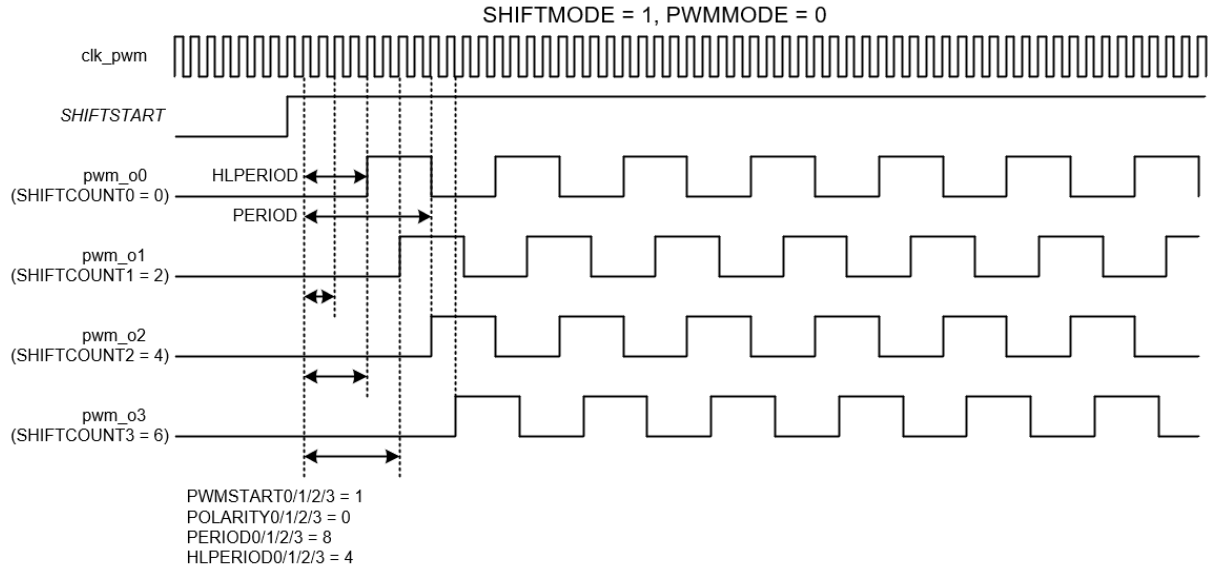 SHIFTMODE = 1, PWMMODE = 0
clk_pwm
SHIFTSTART
pwm_o0
(SHIFTCOUNT0 = 0)
HLPERIOD
PERIOD
pwm_o1
(SHIFTCOUNT1 = 2)
pwm_o2
(SHIFTCOUNT2 = 4)
pwm_o3
(SHIFTCOUNT3 = 6)
PWMSTART0/1/2/3 = 1
POLARITY0/1/2/3 = 0
PERIOD0/1/2/3 = 8
HLPERIOD0/1/2/3 = 4